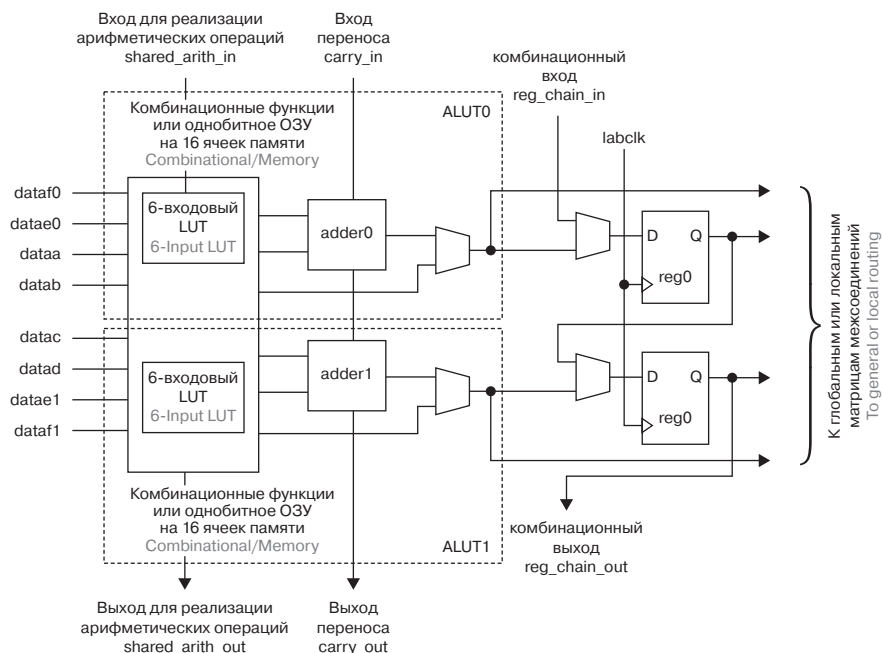 Вход для реализации
арифметических операций
shared_arith_in
Вход
переноса
carry_in
комбинационный
вход
reg_chain_in
Комбинационные функции
или однобитное ОЗУ
на 16 ячеек памяти
Combinational/Memory
ALUT0
labclk
dataf0
datae0
dataa
datab
6-входовый
LUT
6-Input LUT
adder0
D
Q
reg0
datac
datad
datae1
dataf1
6-входовый
LUT
6-Input LUT
adder1
D
Q
reg0
К глобальным или локальным
матрицам межсоединений
To general or local routing
Комбинационные функции
или однобитное ОЗУ
на 16 ячеек памяти
Combinational/Memory
ALUT1
комбинационный
выход
reg_chain_out
Выход для реализации
арифметических операций
shared_arith_out
Выход
переноса
carry_out